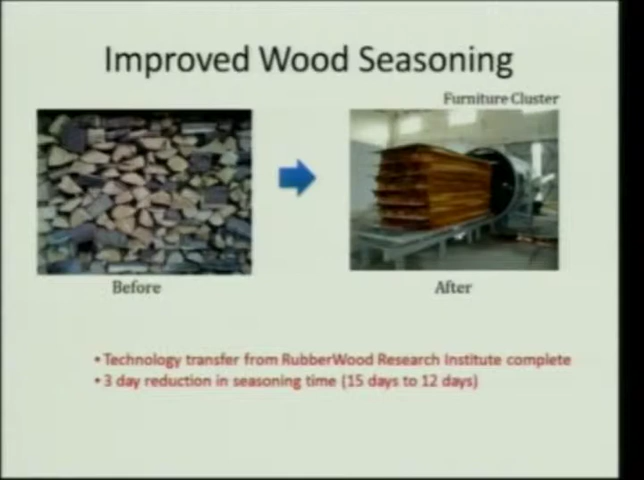 Improved Wood Seasoning
Furniture Cluster
Before
After
• Technology transfer from RubberWood Research Institute complete
• 3 day reduction in seasoning time (15 days to 12 days)